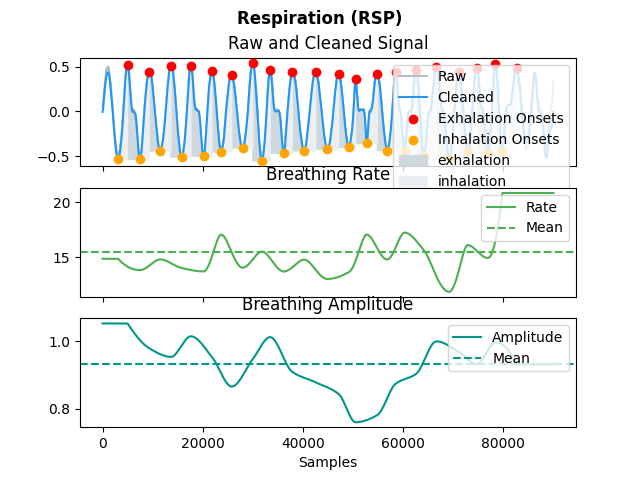 Respiration (RSP)
Raw and Cleaned Signal
0.5
0.0
−0.5
Raw
Cleaned
Exhalation Onsets
Inhalation Onsets
exhalation
inhalation
Breathing Rate
20
15
Rate
Mean
Breathing Amplitude
1.0
0.8
Amplitude
Mean
0
20000
40000
60000
80000
Samples